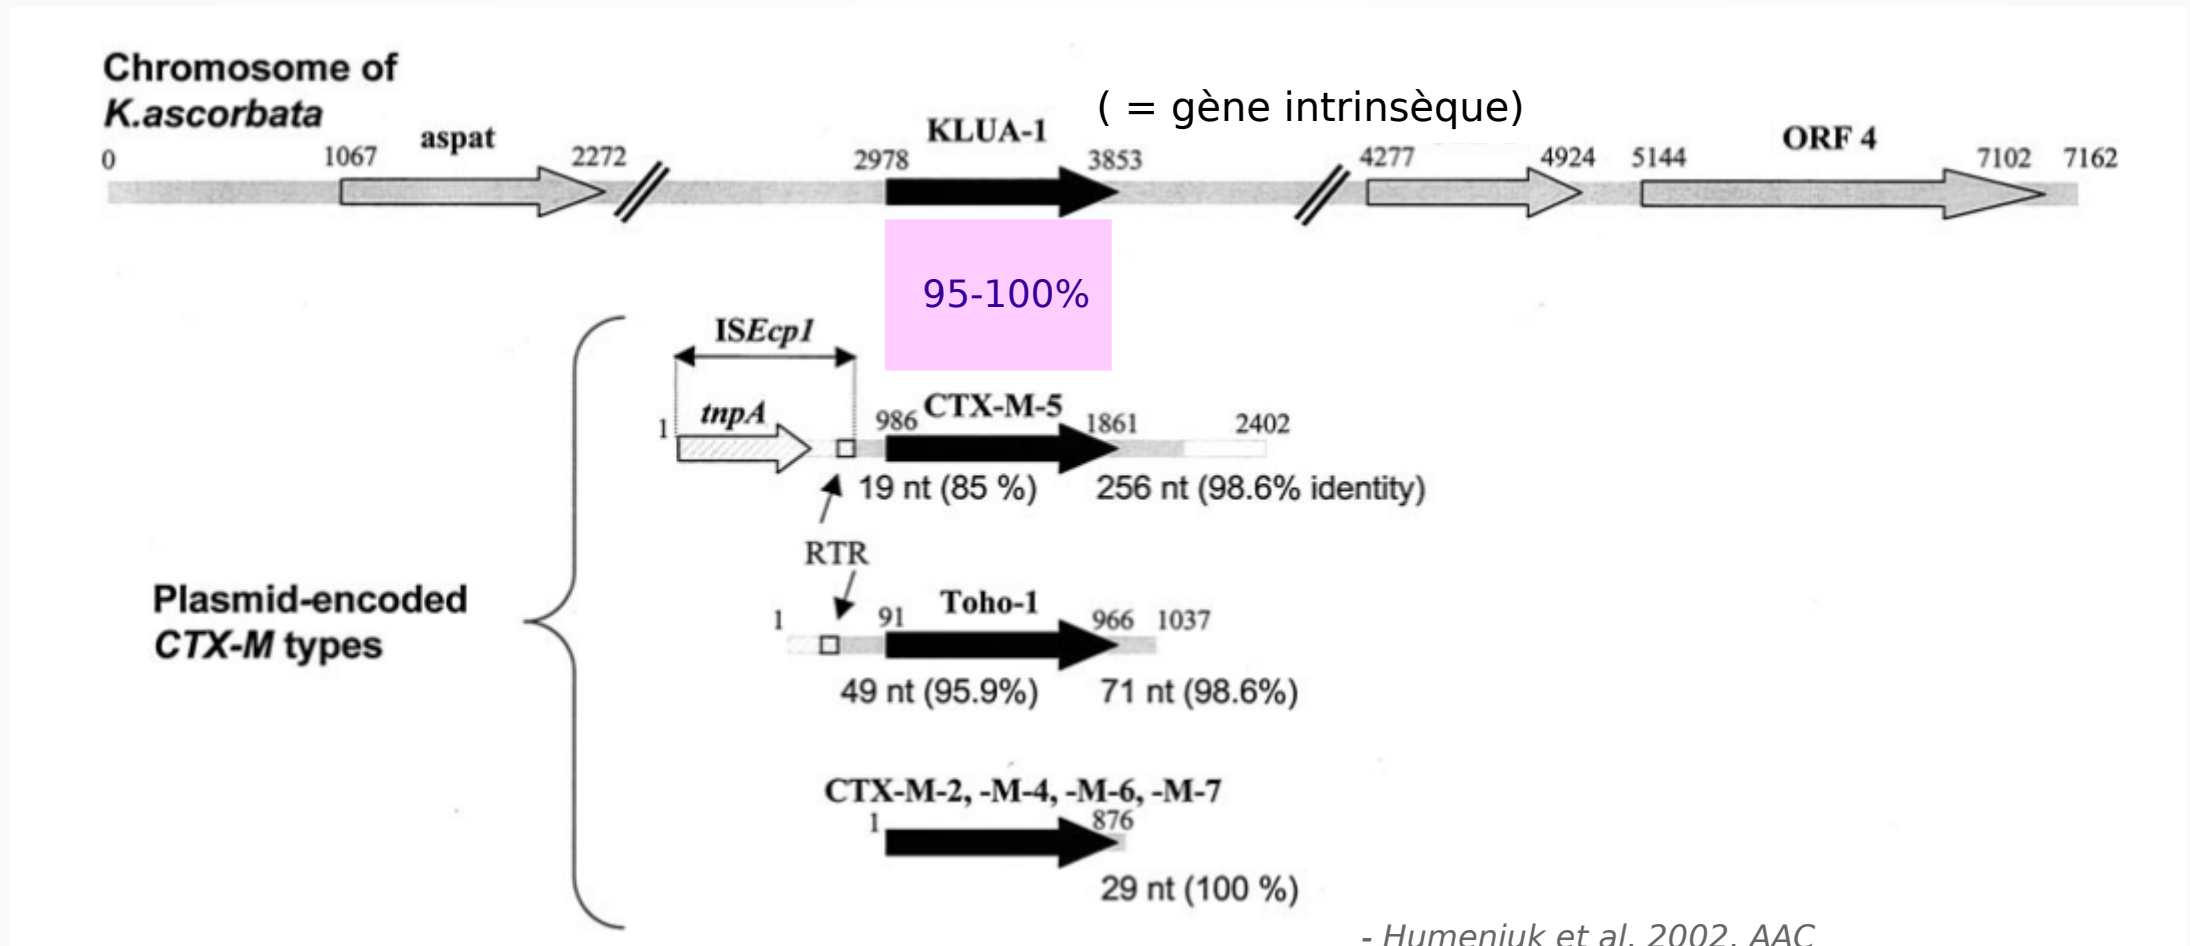 Chromosome of
K.ascorbata
( = gène intrinsèque)
aspat
KLUA-1
ORF 4
0 1067 2272 2978 3853 4277 4924 5144 7102 7162
95-100%
ISEcp1
1 tnpA 986 CTX-M-5 1861 2402
19 nt (85 %) 256 nt (98.6% identity)
RTR
Plasmid-encoded
CTX-M types
1 91 Toho-1 966 1037
49 nt (95.9%) 71 nt (98.6%)
CTX-M-2, -M-4, -M-6, -M-7
1 876
29 nt (100 %)
- Humeniuk et al. 2002. AAC